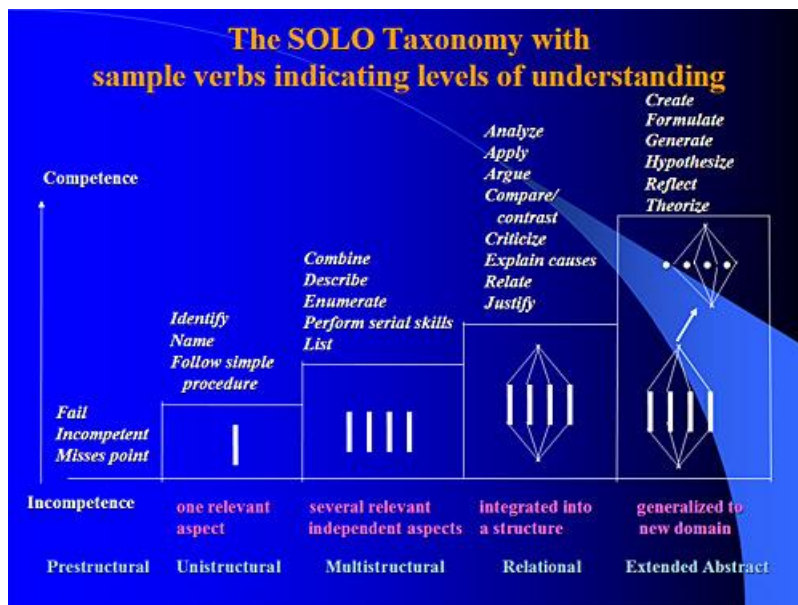 The SOLO Taxonomy with
sample verbs indicating levels of understanding
Competence
Fail
Incompetent
Misses point
Identify
Name
Follow simple
procedure
Combine
Describe
Enumerate
Perform serial skills
List
Analyze
Apply
Argue
Compare/
contrast
Criticize
Explain causes
Relate
Justify
Create
Formulate
Generate
Hypothesize
Reflect
Theorize
Incompetence
one relevant
aspect
several relevant
independent aspects
integrated into
a structure
generalized to
new domain
Prestructural
Unistructural
Multistructural
Relational
Extended Abstract